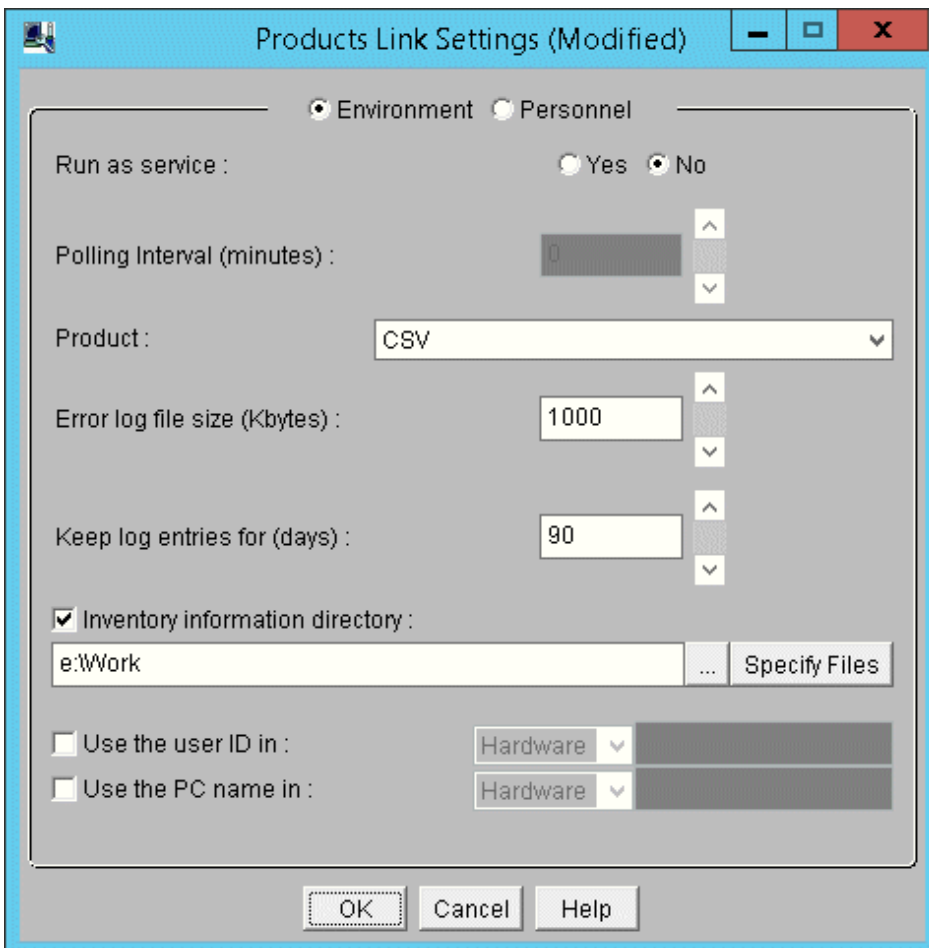 Products Link Settings (Modified)
Environment Personnel
Run as service : Yes No
Polling Interval (minutes) : 0
Product : CSV
Error log file size (Kbytes) : 1000
Keep log entries for (days) : 90
Inventory information directory :
e:\Work ... Specify Files
Use the user ID in : Hardware
Use the PC name in : Hardware
OK Cancel Help